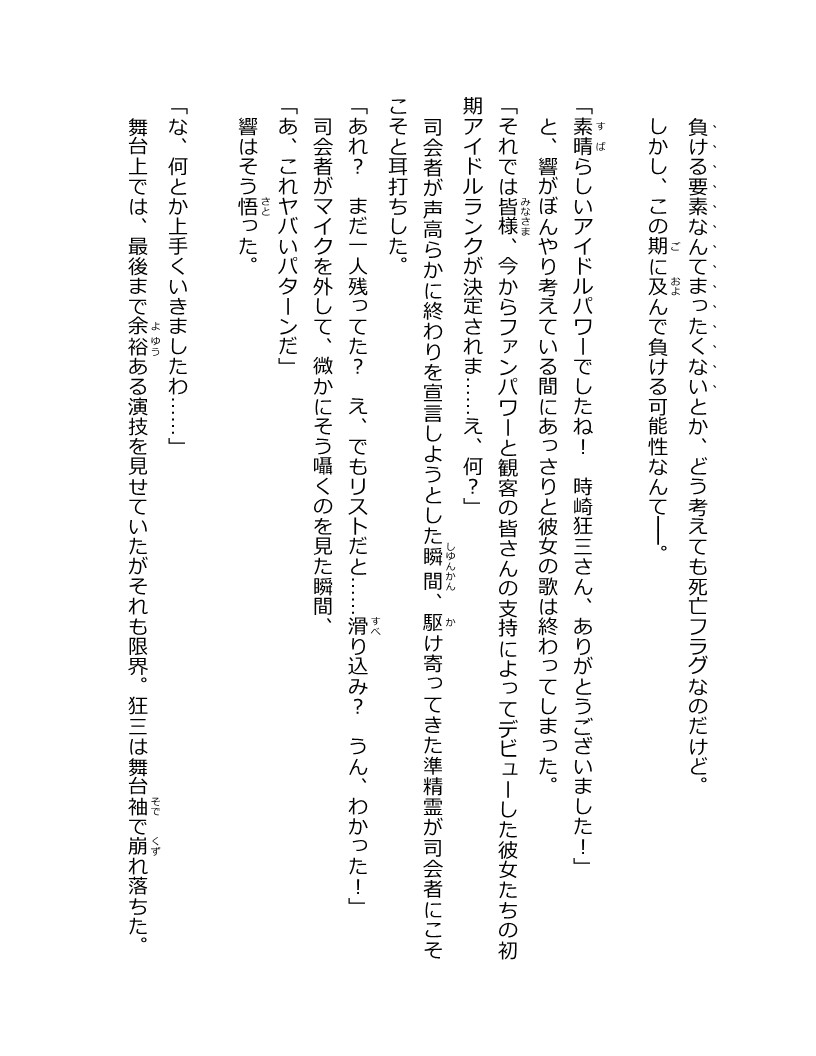 負ける要素なんてまったくないとか、どう考えても死亡フラグなのだけど。
しかし、この期に及んで負ける可能性なんて――。
「素晴らしいアイドルパワーでしたね！　時崎狂三さん、ありがとうございました！」
と、響がぼんやり考えている間にあっさりと彼女の歌は終わってしまった。
「それでは皆様、今からファンパワーと観客の皆さんの支持によってデビューした彼女たちの初
期アイドルランクが決定されま……え、何？」
司会者が声高らかに終わりを宣言しようとした瞬間、駆け寄ってきた準精霊が司会者にこそ
こそと耳打ちした。
「あれ？　まだ一人残ってた？　え、でもリストだと……滑り込み？　うん、わかった！」
司会者がマイクを外して、微かにそう囁くのを見た瞬間、
「あ、これヤバいパターンだ」
響はそう悟った。
「な、何とか上手くいきましたわ……」
舞台上では、最後まで余裕ある演技を見せていたがそれも限界。狂三は舞台袖で崩れ落ちた。